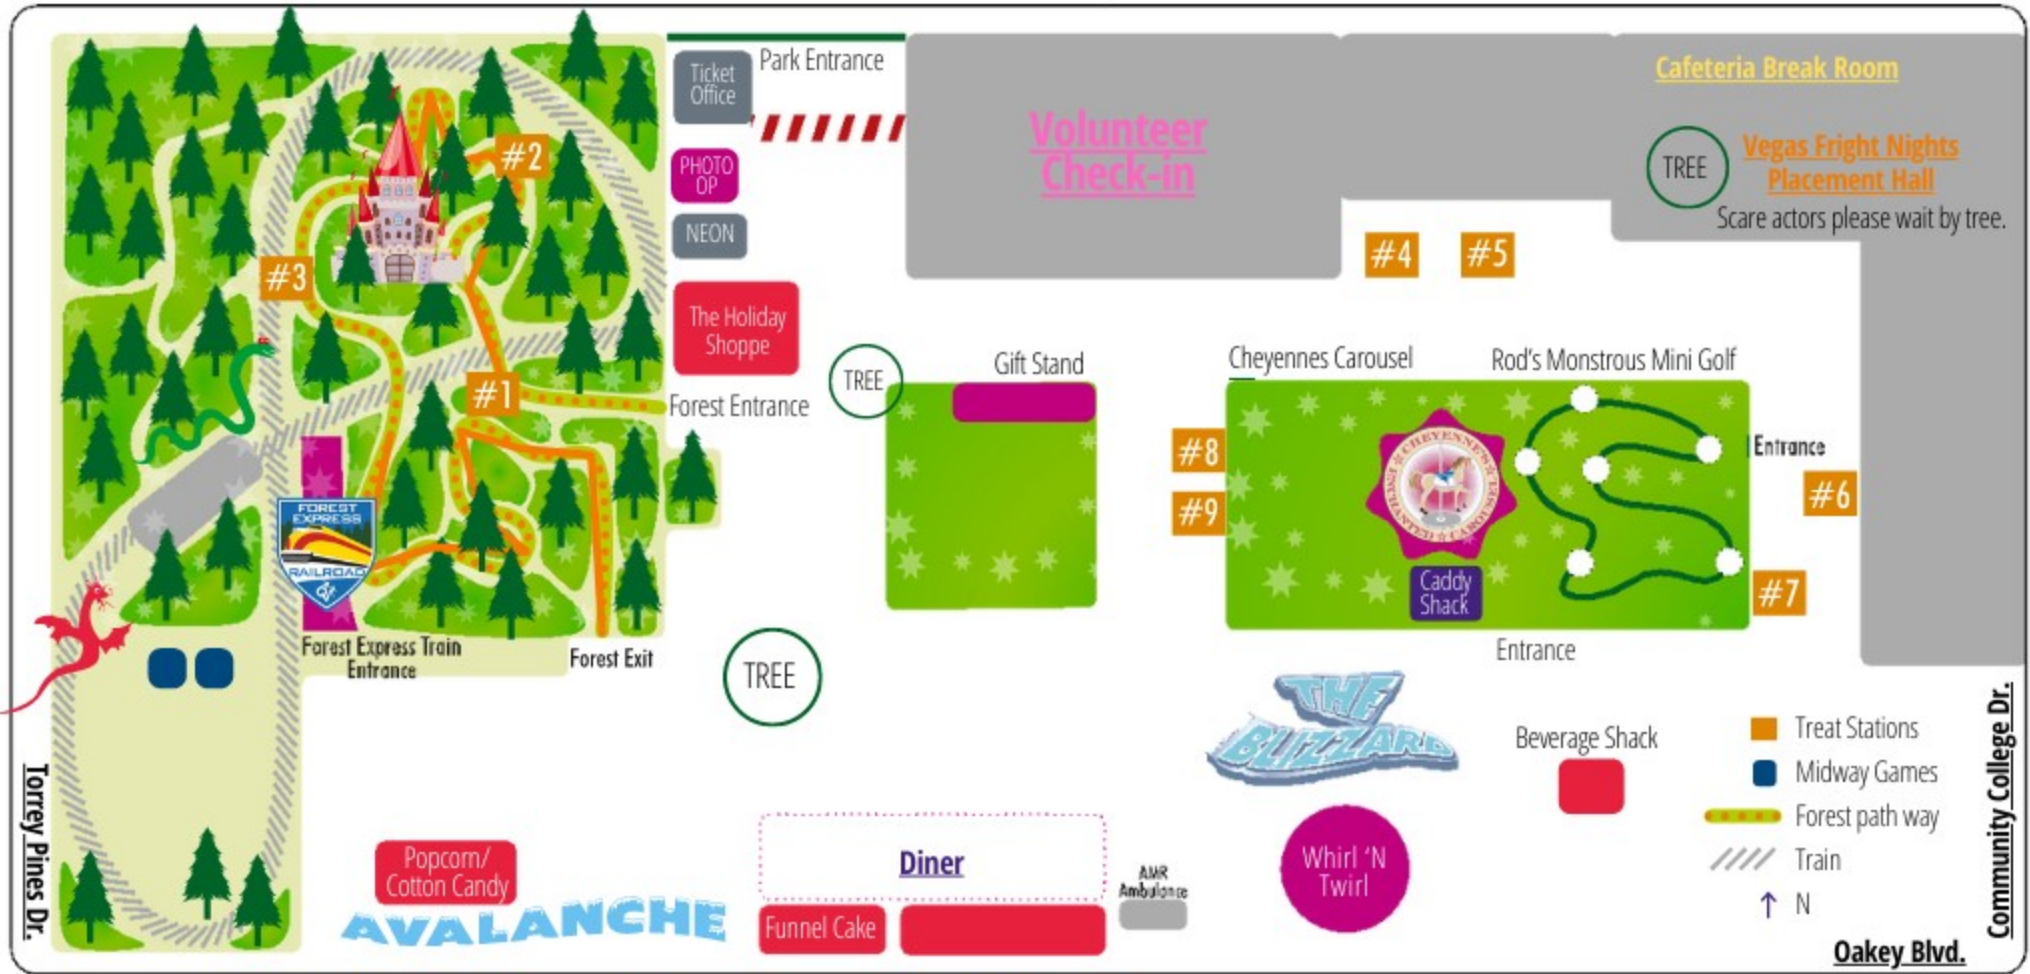 Ticket
Office
Park Entrance
PHOTO
OP
NEON
The Holiday
Shoppe
Forest Entrance
#2
#3
#1
FOREST
EXPRESS
RAILROAD
Forest Express Train
Entrance
Forest Exit
TREE
TREE
Gift Stand
Volunteer
Check-in
Cafeteria Break Room
TREE
Vegas Fright Nights
Placement Hall
Scare actors please wait by tree.
#4
#5
Cheyennes Carousel
Rod's Monstrous Mini Golf
#8
#9
Entrance
#6
#7
Caddy
Shack
Entrance
THE
BLIZZARD
Beverage Shack
Whirl 'N
Twirl
Popcorn/
Cotton Candy
AVALANCHE
Diner
Funnel Cake
AMR
Ambulance
Treat Stations
Midway Games
Forest path way
Train
N
Torrey Pines Dr.
Community College Dr.
Oakey Blvd.